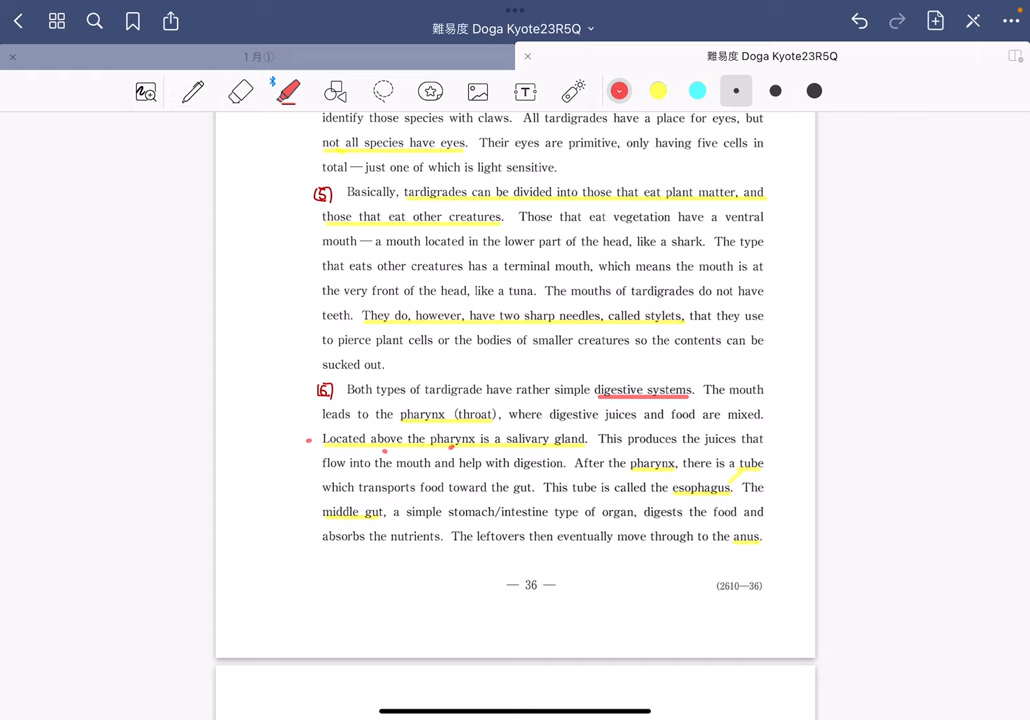 難易度 Doga Kyote23R5Q
1 月①
難易度 Doga Kyote23R5Q
identify those species with claws. All tardigrades have a place for eyes, but
not all species have eyes. Their eyes are primitive, only having five cells in
total — just one of which is light sensitive.
(5) Basically, tardigrades can be divided into those that eat plant matter, and
those that eat other creatures. Those that eat vegetation have a ventral
mouth — a mouth located in the lower part of the head, like a shark. The type
that eats other creatures has a terminal mouth, which means the mouth is at
the very front of the head, like a tuna. The mouths of tardigrades do not have
teeth. They do, however, have two sharp needles, called stylets, that they use
to pierce plant cells or the bodies of smaller creatures so the contents can be
sucked out.
(6) Both types of tardigrade have rather simple digestive systems. The mouth
leads to the pharynx (throat), where digestive juices and food are mixed.
Located above the pharynx is a salivary gland. This produces the juices that
flow into the mouth and help with digestion. After the pharynx, there is a tube
which transports food toward the gut. This tube is called the esophagus. The
middle gut, a simple stomach/intestine type of organ, digests the food and
absorbs the nutrients. The leftovers then eventually move through to the anus.
— 36 —
(2610—36)